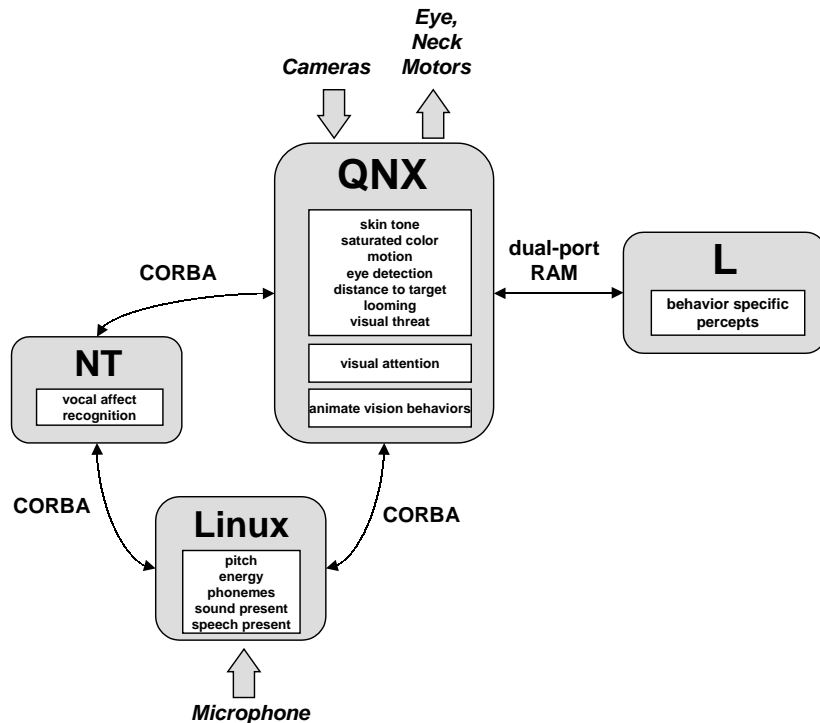 Eye,
Neck
Motors
Cameras
QNX
skin tone
saturated color
motion
eye detection
distance to target
looming
visual threat
visual attention
animate vision behaviors
dual-port
RAM
L
behavior specific
percepts
CORBA
NT
vocal affect
recognition
CORBA
CORBA
Linux
pitch
energy
phonemes
sound present
speech present
Microphone